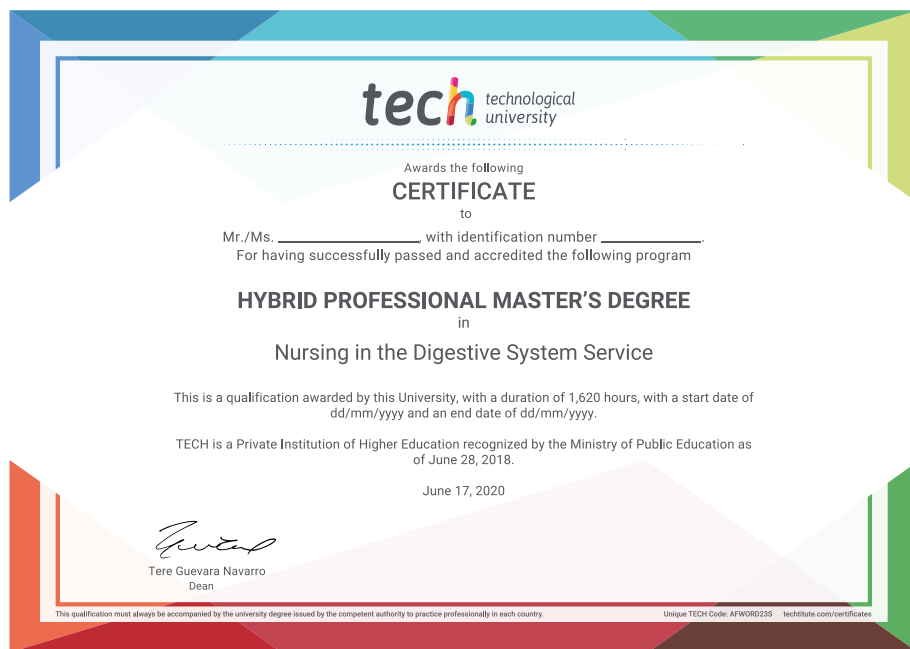 tech technological
university
Awards the following
CERTIFICATE
to
Mr./Ms. ____________, with identification number ____________.
For having successfully passed and accredited the following program
HYBRID PROFESSIONAL MASTER'S DEGREE
in
Nursing in the Digestive System Service
This is a qualification awarded by this University, with a duration of 1,620 hours, with a start date of
dd/mm/yyyy and an end date of dd/mm/yyyy.
TECH is a Private Institution of Higher Education recognized by the Ministry of Public Education as
of June 28, 2018.
June 17, 2020
Tere Guevara Navarro
Dean
This qualification must always be accompanied by the university degree issued by the competent authority to practice professionally in each country. Unique TECH Code: AFWORD23S techtitute.com/certificates